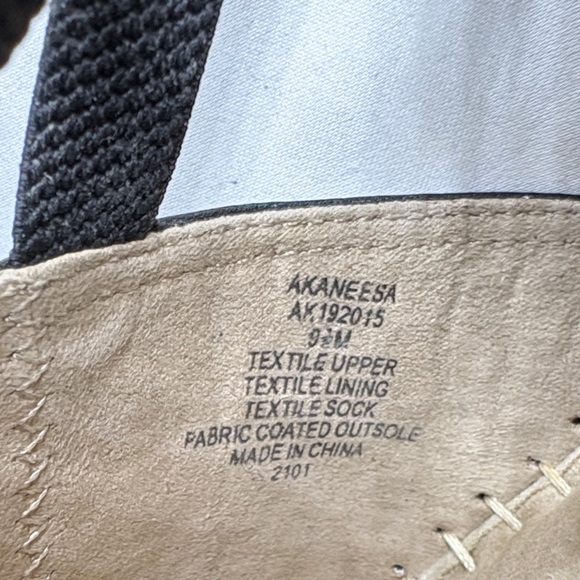 AKANEESA
AK192015
9½M
TEXTILE UPPER
TEXTILE LINING
TEXTILE SOCK
FABRIC COATED OUTSOLE
MADE IN CHINA
2101